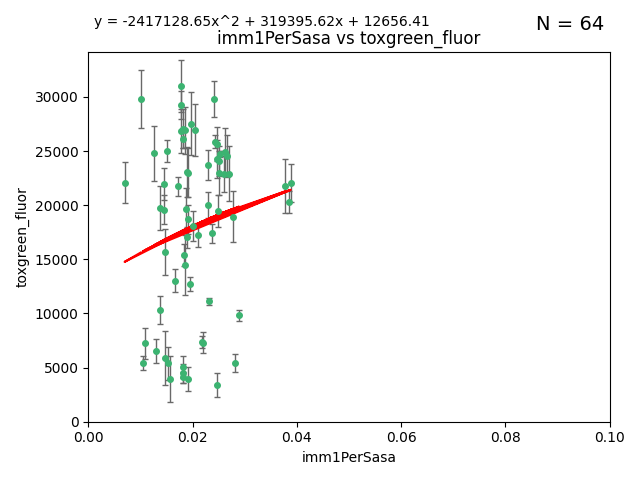 y = -2417128.65x^2 + 319395.62x + 12656.41
N = 64
imm1PerSasa vs toxgreen_fluor
30000
25000
20000
15000
10000
5000
0
toxgreen_fluor
0.00 0.02 0.04 0.06 0.08 0.10
imm1PerSasa